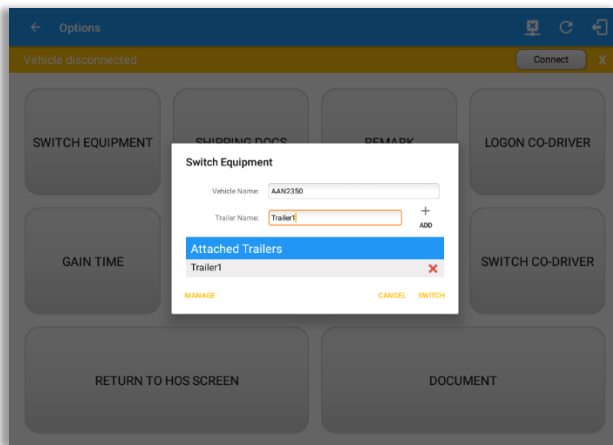 Options
Vehicle disconnected
Connect
X
SWITCH EQUIPMENT
SHIPPING DOCS
REMARK
LOGON CO-DRIVER
Switch Equipment
Vehicle Name: AAN2350
Trailer Name: Trailer1
+
ADD
Attached Trailers
Trailer1
MANAGE
CANCEL
SWITCH
GAIN TIME
SWITCH CO-DRIVER
RETURN TO HOS SCREEN
DOCUMENT